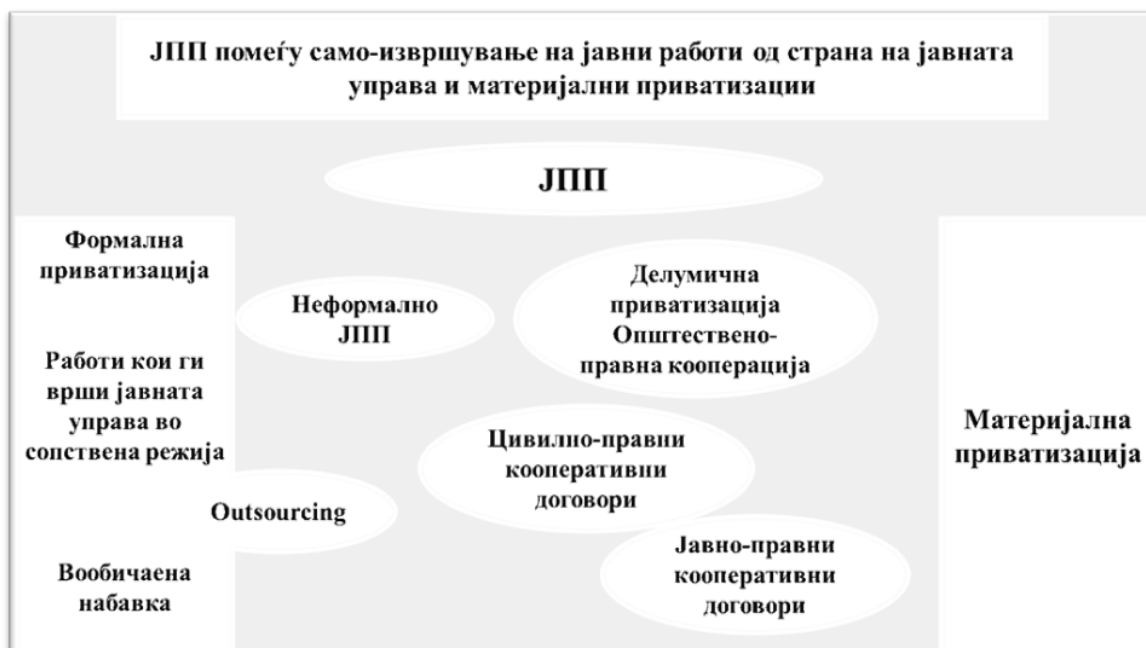 ЈПП помеѓу само-извршување на јавни работи од страна на јавната
управа и материјални приватизации
ЈПП
Формална
приватизација
Работи кои ги
врши јавната
управа во
сопствена режија
Outsourcing
Вообичаена
набавка
Неформално
ЈПП
Делумична
приватизација
Општествено-
правна кооперација
Цивилно-правни
кооперативни
договори
Јавно-правни
кооперативни
договори
Материјална
приватизација